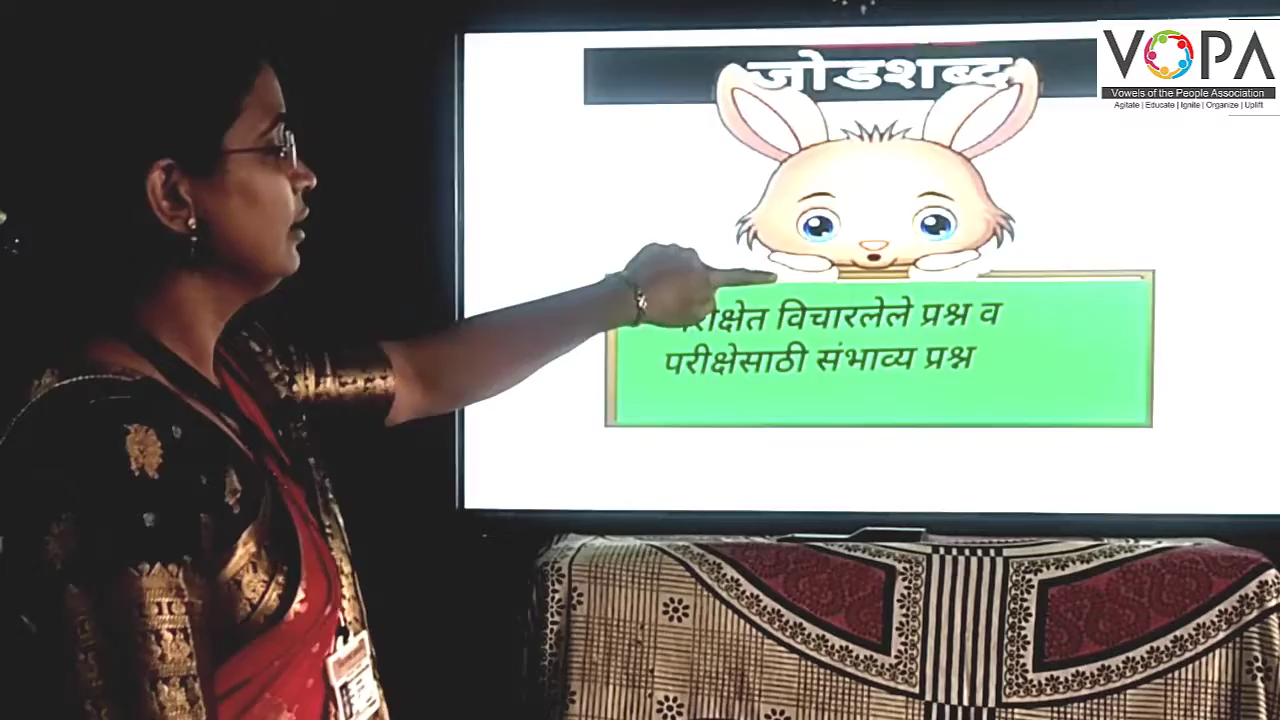 जोडशब्द
VOPA
Vowels of the People Association
Agitate | Educate | Ignite | Organize | Uplift
विचारलेले प्रश्न व
परीक्षेसाठी संभाव्य प्रश्न